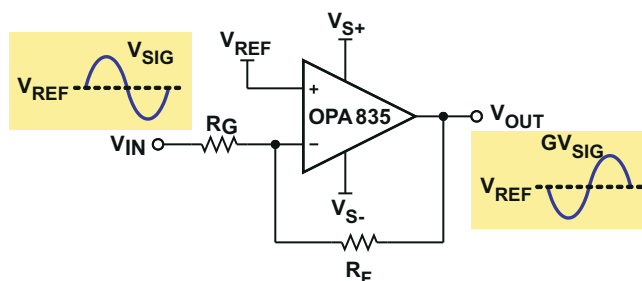 VS+
VREF
VSIG
VREF
+
OPA835
RG
VIN
−
VOUT
GVSIG
VREF
VS-
RF